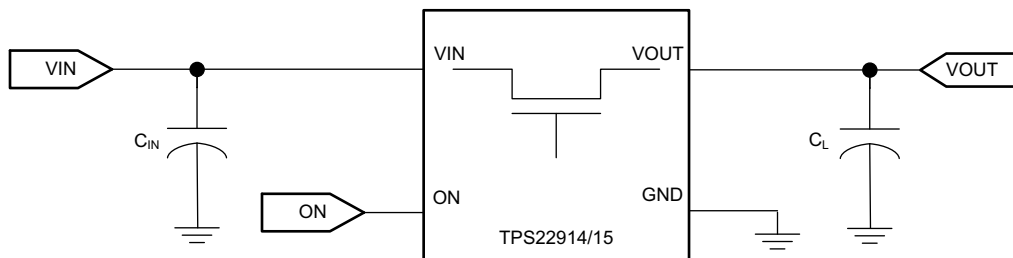 VIN
VIN
VOUT
VOUT
CIN
CL
ON
ON
GND
TPS22914/15